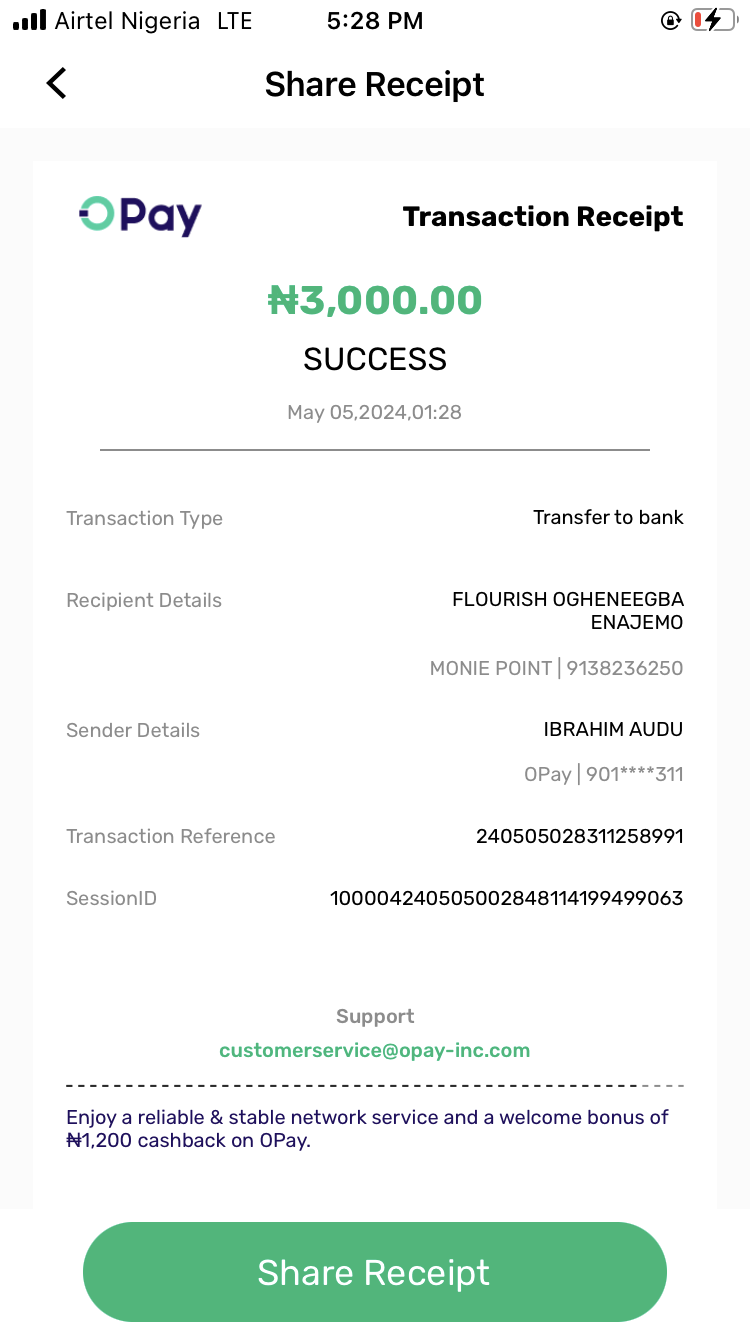 Airtel Nigeria LTE 5:28 PM
Share Receipt
OPay Transaction Receipt
₦3,000.00
SUCCESS
May 05,2024,01:28
Transaction Type Transfer to bank
Recipient Details FLOURISH OGHENEEGBA
ENAJEMO
MONIE POINT | 9138236250
Sender Details IBRAHIM AUDU
OPay | 901****311
Transaction Reference 240505028311258991
SessionID 100004240505002848114199499063
Support
customerservice@opay-inc.com
Enjoy a reliable & stable network service and a welcome bonus of
₦1,200 cashback on OPay.
Share Receipt